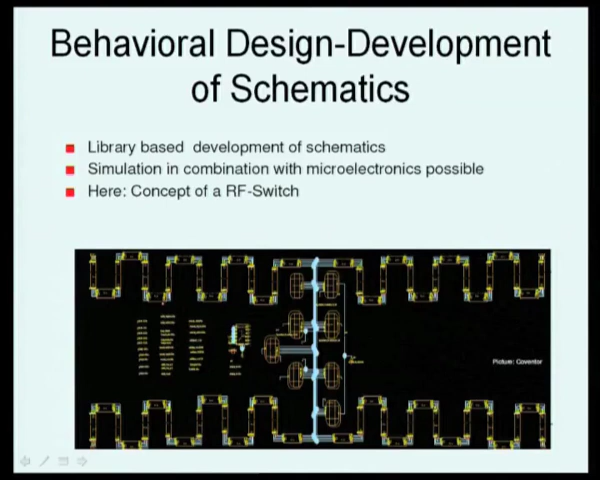 Behavioral Design-Development
of Schematics
Library based development of schematics
Simulation in combination with microelectronics possible
Here: Concept of a RF-Switch
Picture: Coventor